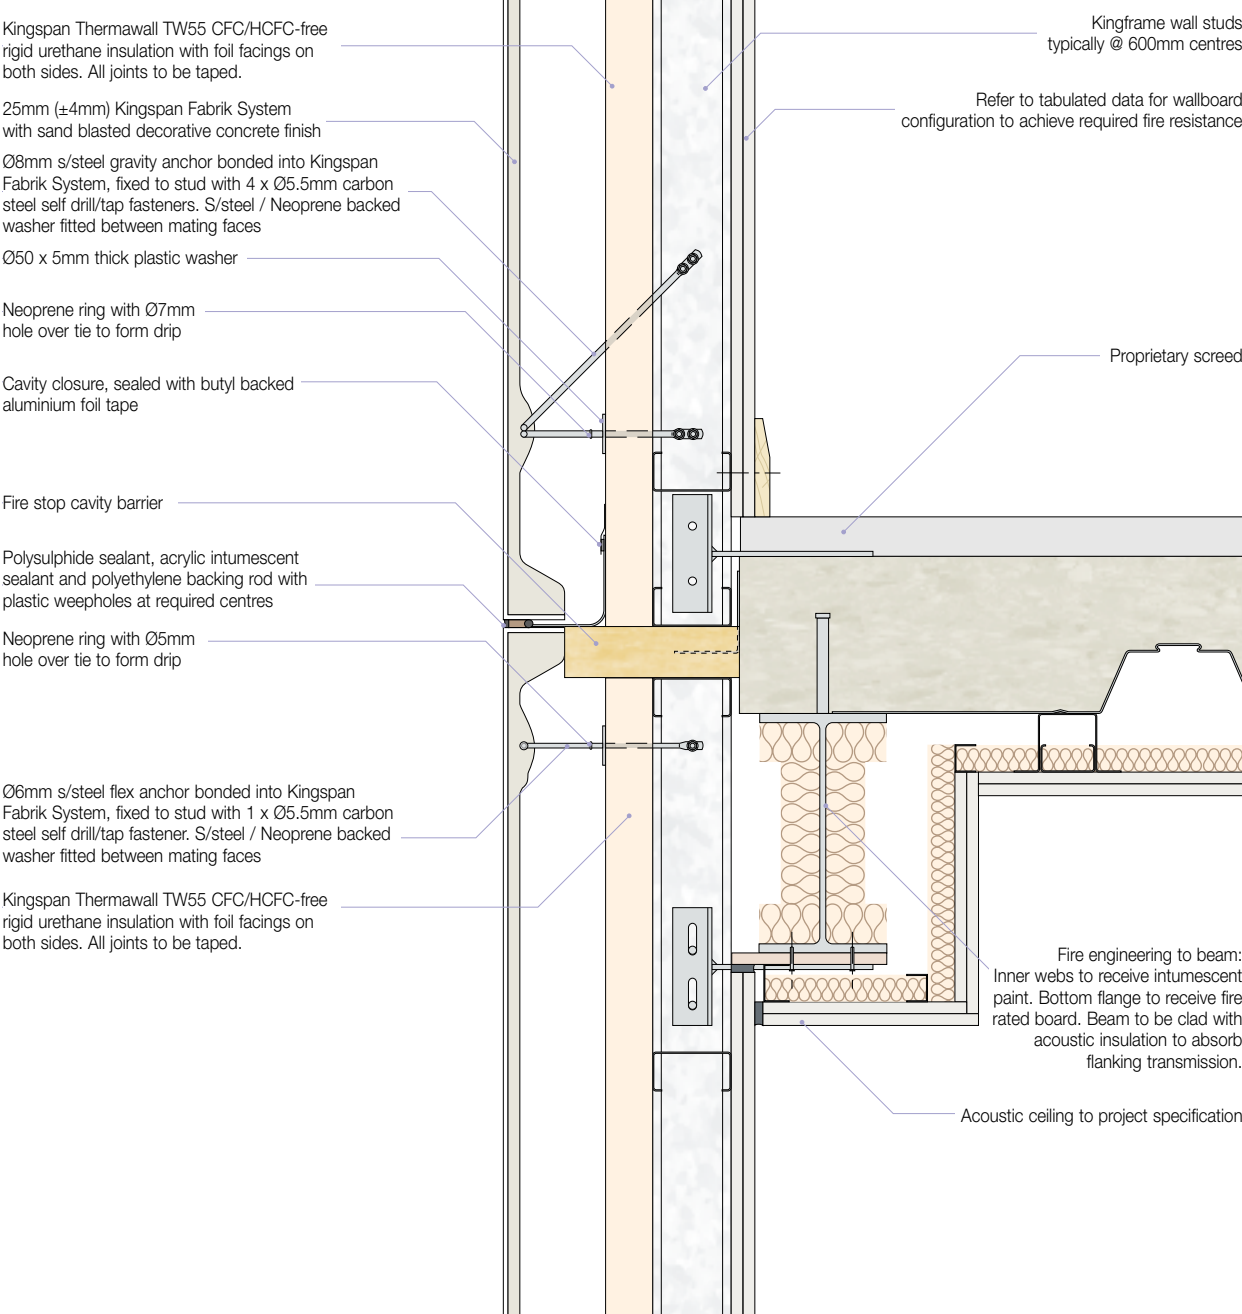 Kingspan Thermawall TW55 CFC/HCFC-free
rigid urethane insulation with foil facings on
both sides. All joints to be taped.
25mm (±4mm) Kingspan Fabrik System
with sand blasted decorative concrete finish
Ø8mm s/steel gravity anchor bonded into Kingspan
Fabrik System, fixed to stud with 4 x Ø5.5mm carbon
steel self drill/tap fasteners. S/steel / Neoprene backed
washer fitted between mating faces
Ø50 x 5mm thick plastic washer
Neoprene ring with Ø7mm
hole over tie to form drip
Cavity closure, sealed with butyl backed
aluminium foil tape
Fire stop cavity barrier
Polysulphide sealant, acrylic intumescent
sealant and polyethylene backing rod with
plastic weepholes at required centres
Neoprene ring with Ø5mm
hole over tie to form drip
Ø6mm s/steel flex anchor bonded into Kingspan
Fabrik System, fixed to stud with 1 x Ø5.5mm carbon
steel self drill/tap fastener. S/steel / Neoprene backed
washer fitted between mating faces
Kingspan Thermawall TW55 CFC/HCFC-free
rigid urethane insulation with foil facings on
both sides. All joints to be taped.
Kingframe wall studs
typically @ 600mm centres
Refer to tabulated data for wallboard
configuration to achieve required fire resistance
Proprietary screed
Fire engineering to beam:
Inner webs to receive intumescent
paint. Bottom flange to receive fire
rated board. Beam to be clad with
acoustic insulation to absorb
flanking transmission.
Acoustic ceiling to project specification